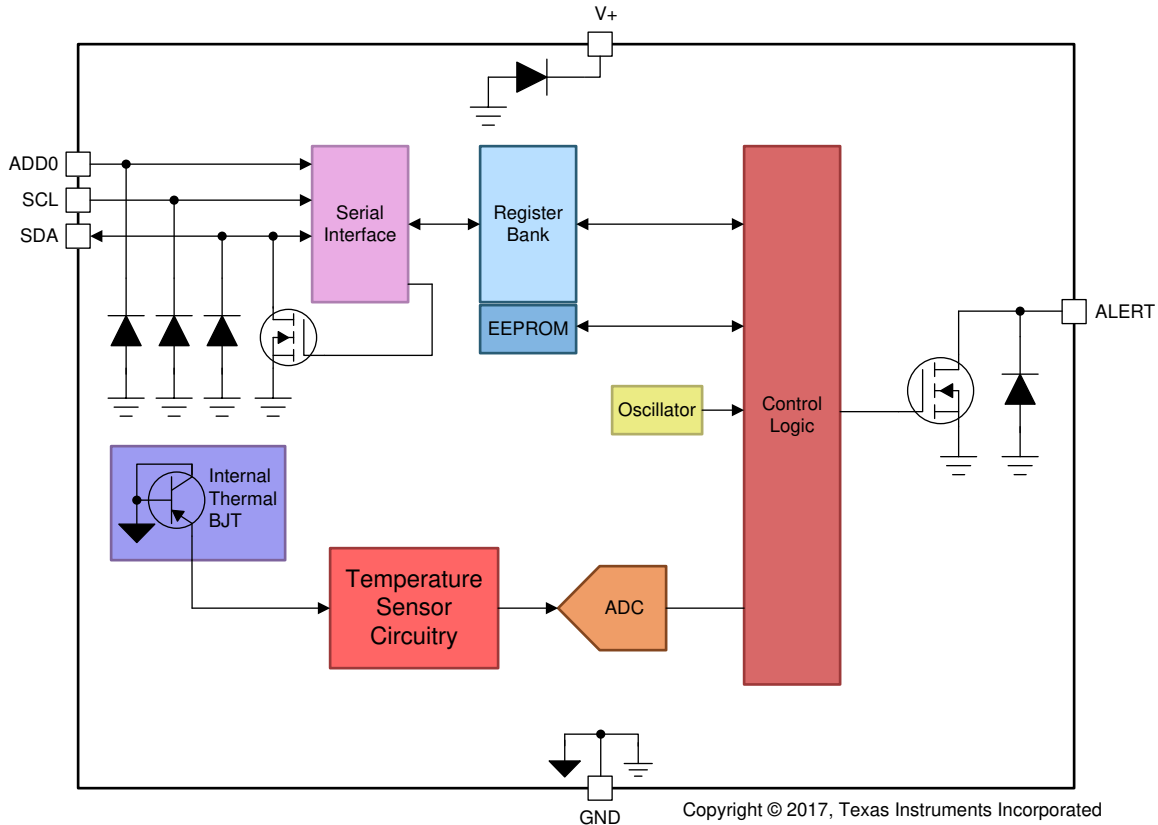 V+
ADD0
SCL
SDA
Serial
Interface
Register
Bank
EEPROM
ALERT
Oscillator
Control
Logic
Internal
Thermal
BJT
Temperature
Sensor
Circuitry
ADC
GND
Copyright © 2017, Texas Instruments Incorporated